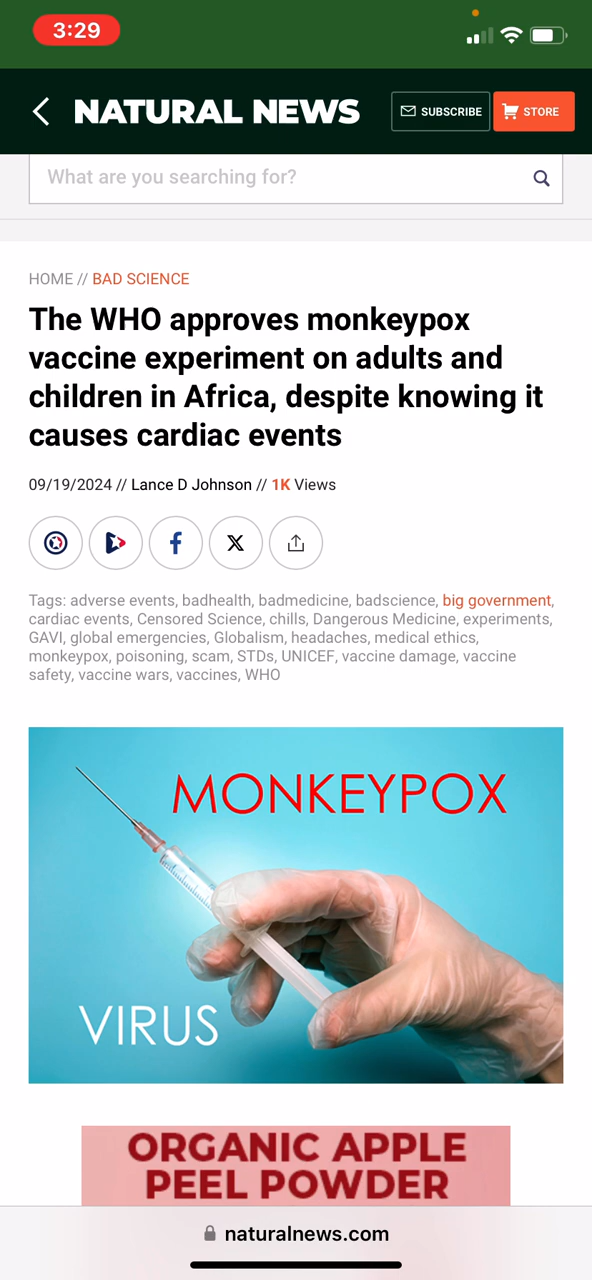 3:29
NATURAL NEWS
SUBSCRIBE
STORE
What are you searching for?
HOME // BAD SCIENCE
The WHO approves monkeypox
vaccine experiment on adults and
children in Africa, despite knowing it
causes cardiac events
09/19/2024 // Lance D Johnson // 1K Views
Tags: adverse events, badhealth, badmedicine, badscience, big government,
cardiac events, Censored Science, chills, Dangerous Medicine, experiments,
GAVI, global emergencies, Globalism, headaches, medical ethics,
monkeypox, poisoning, scam, STDs, UNICEF, vaccine damage, vaccine
safety, vaccine wars, vaccines, WHO
MONKEYPOX
VIRUS
ORGANIC APPLE
PEEL POWDER
naturalnews.com